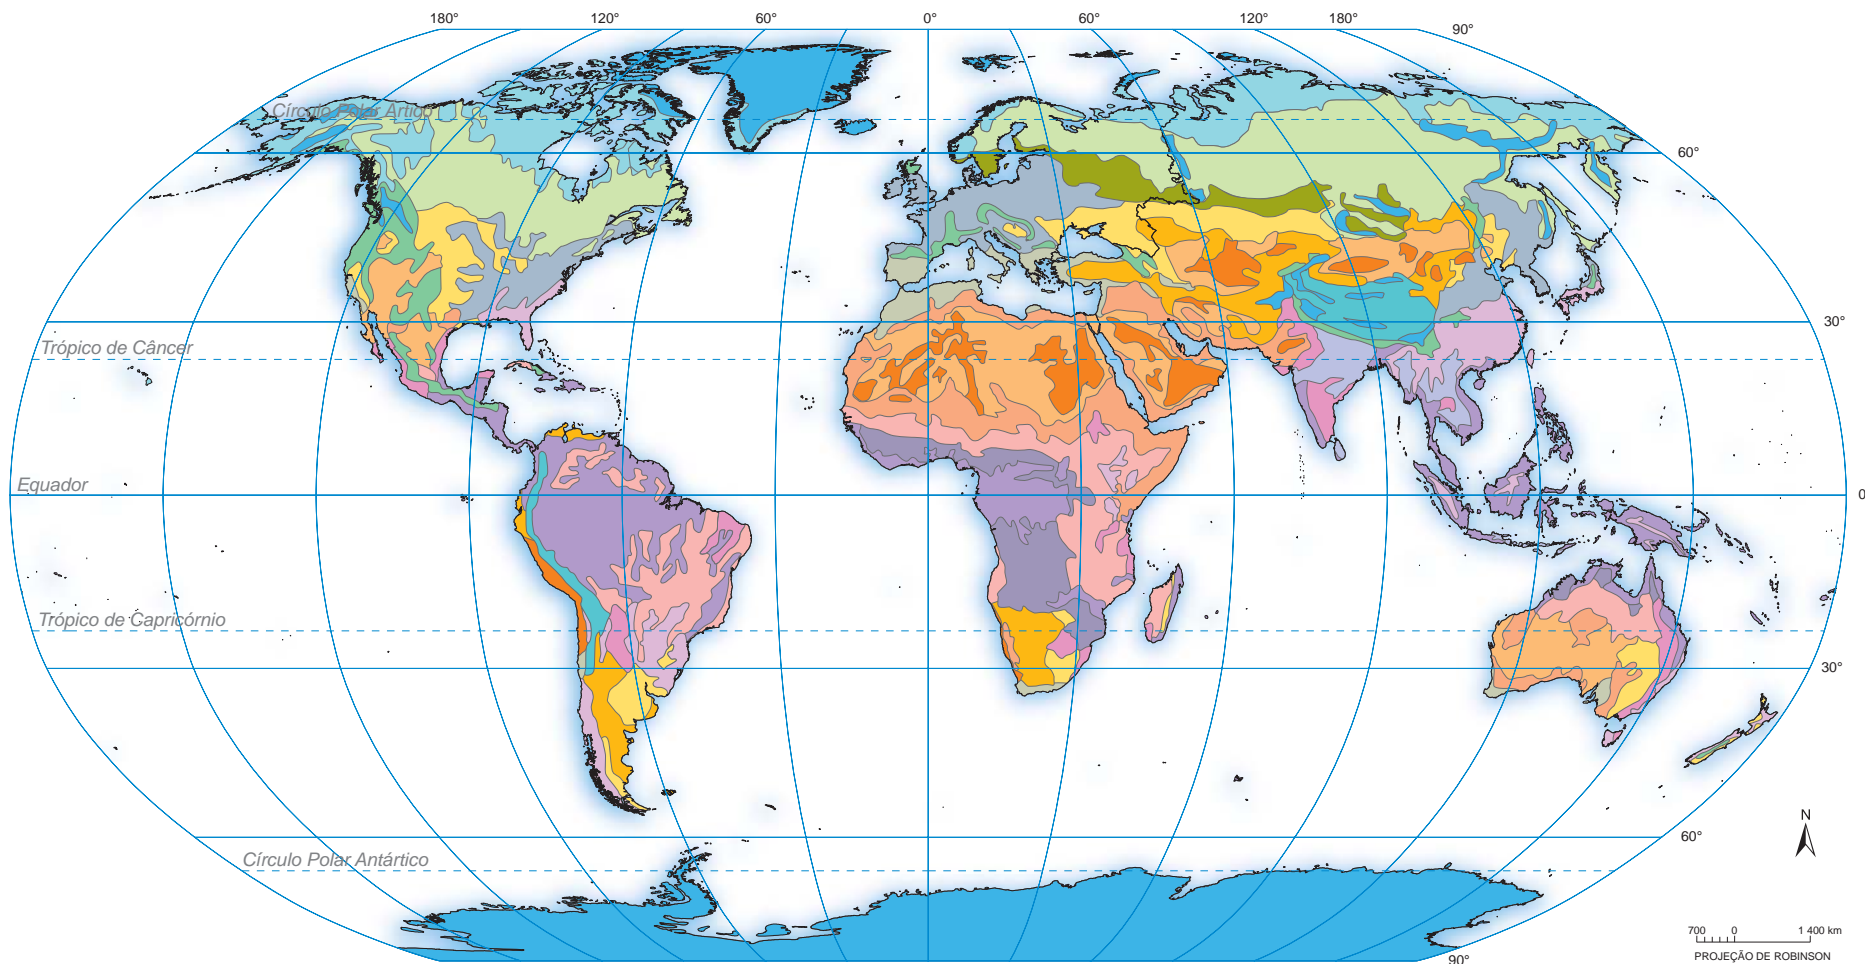 180° 120° 60° 0° 60° 120° 180° 90°
Círculo Polar Ártico
60°
30°
Trópico de Câncer
Equador
0
Trópico de Capricórnio
30°
N
60°
Círculo Polar Antártico
700 0 1 400 km
PROJEÇÃO DE ROBINSON
90°